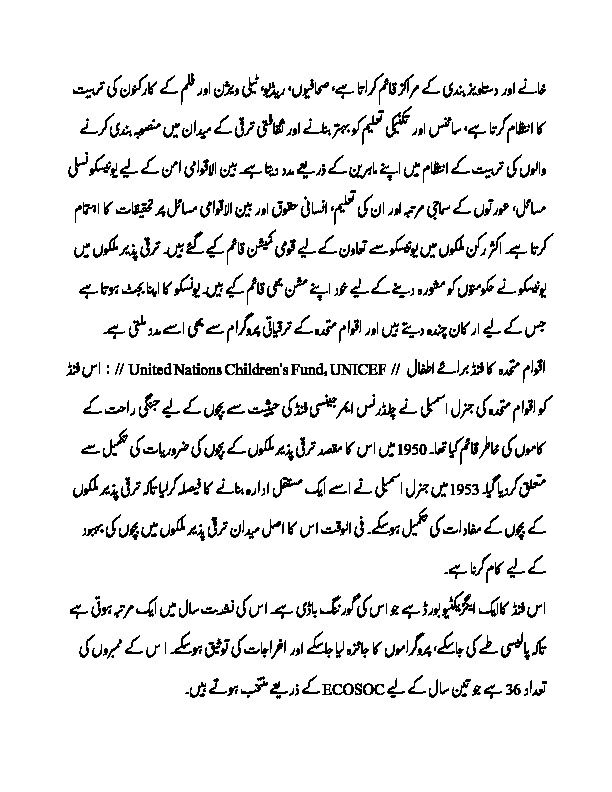 خانے اور دستاویز بندی کے مراکز قائم کراتا ہے، صحافیوں، ریڈیو، ٹیلی ویژن اور فلم کے کارکنوں کی تربیت
کا انتظام کرتا ہے، سائنس اور تکنیکی تعلیم کو بہتر بنانے اور ثقافتی ترقی کے میدان میں منصوبہ بندی کرنے
والوں کی تربیت کے انتظام میں اپنے ماہرین کے ذریعے مدد دیتا ہے۔ بین الاقوامی امن کے لیے یونیسکو نسلی
مسائل، عورتوں کے سماجی مرتبہ اور ان کی تعلیم، انسانی حقوق اور بین الاقوامی مسائل پر تحقیقات کا اہتمام
کرتا ہے۔ اکثر رکن ملکوں میں یونیسکو سے تعاون کے لیے قومی کمیشن قائم کیے گئے ہیں۔ ترقی پذیر ملکوں میں
یونیسکو نے حکومتوں کو مشورہ دینے کے لیے خود اپنے مشن بھی قائم کیے ہیں۔ یونسکو کا اپنا بجٹ ہوتا ہے
جس کے لیے ارکان چندہ دیتے ہیں اور اقوام متحدہ کے ترقیاتی پروگرام سے بھی اسے مدد ملتی ہے۔
اقوام متحدہ کا فنڈ برائے اطفال // United Nations Children's Fund, UNICEF // : اس فنڈ
کو اقوام متحدہ کی جنرل اسمبلی نے چلڈرنس ایمرجینسی فنڈ کی حیثیت سے بچوں کے لیے جنگی راحت کے
کاموں کی خاطر قائم کیا تھا۔ 1950 میں اس کا مقصد ترقی پذیر ملکوں کے بچوں کی ضروریات کی تکمیل سے
متعلق کردیا گیا۔ 1953 میں جنرل اسمبلی نے اسے ایک مستقل ادارہ بنانے کا فیصلہ کرلیا تاکہ ترقی پذیر ملکوں
کے بچوں کے مفادات کی تکمیل ہوسکے۔ فی الوقت اس کا اصل میدان ترقی پذیر ملکوں میں بچوں کی بہبود
کے لیے کام کرنا ہے۔
اس فنڈ کا ایک ایگزیکٹیو بورڈ ہے جو اس کی گورننگ باڈی ہے۔ اس کی نشست سال میں ایک مرتبہ ہوتی ہے
تاکہ پالیسی طے کی جاسکے، پروگراموں کا جائزہ لیا جاسکے اور اخراجات کی توثیق ہوسکے۔ اس کے ممبروں کی
تعداد 36 ہے جو تین سال کے لیے ECOSOC کے ذریعے منتخب ہوتے ہیں۔